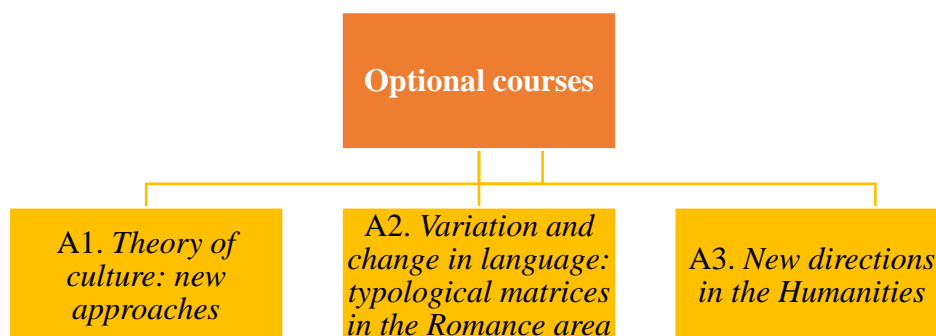 Optional courses
A1. Theory of
culture: new
approaches
A2. Variation and
change in language:
typological matrices
in the Romance area
A3. New directions
in the Humanities